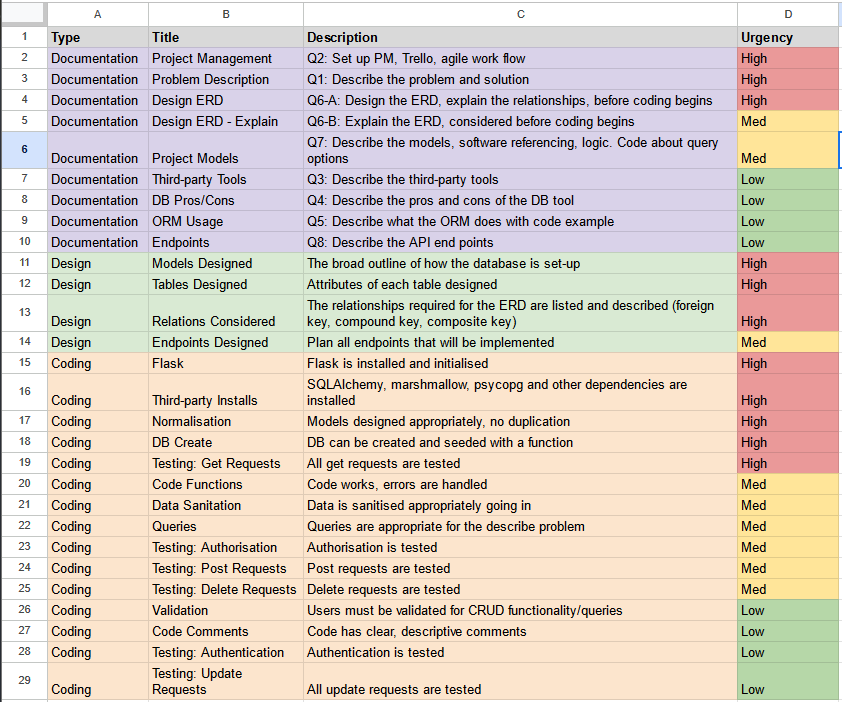 A B C D
1 Type Title Description Urgency
2 Documentation Project Management Q2: Set up PM, Trello, agile work flow High
3 Documentation Problem Description Q1: Describe the problem and solution High
4 Documentation Design ERD Q6-A: Design the ERD, explain the relationships, before coding begins High
5 Documentation Design ERD - Explain Q6-B: Explain the ERD, considered before coding begins Med
Q7: Describe the models, software referencing, logic. Code about query
6 Documentation Project Models options Med
7 Documentation Third-party Tools Q3: Describe the third-party tools Low
8 Documentation DB Pros/Cons Q4: Describe the pros and cons of the DB tool Low
9 Documentation ORM Usage Q5: Describe what the ORM does with code example Low
10 Documentation Endpoints Q8: Describe the API end points Low
11 Design Models Designed The broad outline of how the database is set-up High
12 Design Tables Designed Attributes of each table designed High
The relationships required for the ERD are listed and described (foreign
13 Design Relations Considered key, compound key, composite key) High
14 Design Endpoints Designed Plan all endpoints that will be implemented Med
15 Coding Flask Flask is installed and initialised High
SQLAlchemy, marshmallow, psycopg and other dependencies are
16 Coding Third-party Installs installed High
17 Coding Normalisation Models designed appropriately, no duplication High
18 Coding DB Create DB can be created and seeded with a function High
19 Coding Testing: Get Requests All get requests are tested High
20 Coding Code Functions Code works, errors are handled Med
21 Coding Data Sanitation Data is sanitised appropriately going in Med
22 Coding Queries Queries are appropriate for the describe problem Med
23 Coding Testing: Authorisation Authorisation is tested Med
24 Coding Testing: Post Requests Post requests are tested Med
25 Coding Testing: Delete Requests Delete requests are tested Med
26 Coding Validation Users must be validated for CRUD functionality/queries Low
27 Coding Code Comments Code has clear, descriptive comments Low
28 Coding Testing: Authentication Authentication is tested Low
Testing: Update
29 Coding Requests All update requests are tested Low